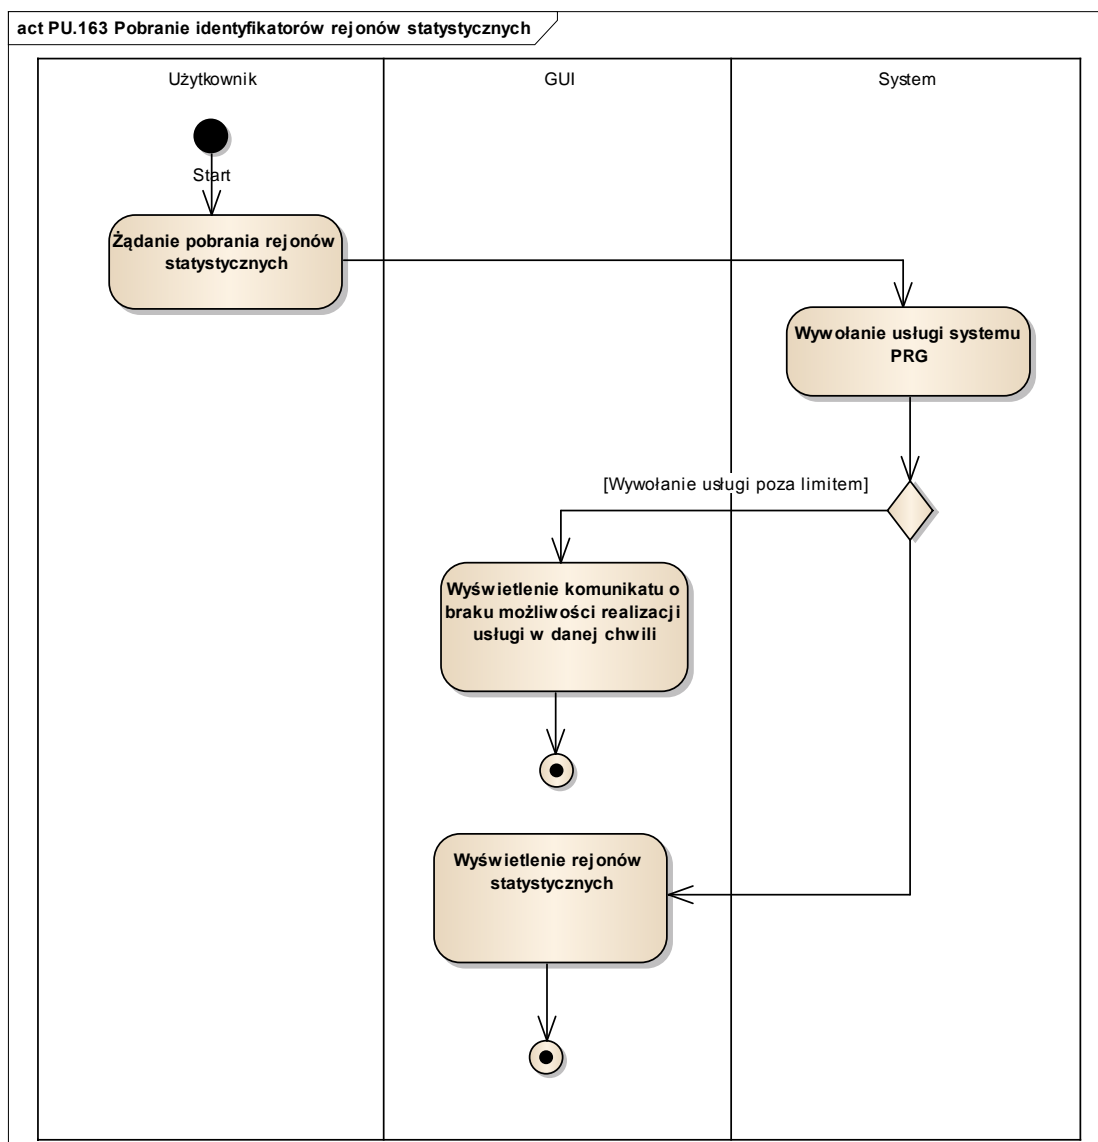 act PU.163 Pobranie identyfikatorów rejonów statystycznych
Użytkownik
GUI
System
Start
Żądanie pobrania rejonów
statystycznych
Wywołanie usługi systemu
PRG
[Wywołanie usługi poza limitem]
Wyświetlenie komunikatu o
braku możliwości realizacji
usługi w danej chwili
Wyświetlenie rejonów
statystycznych